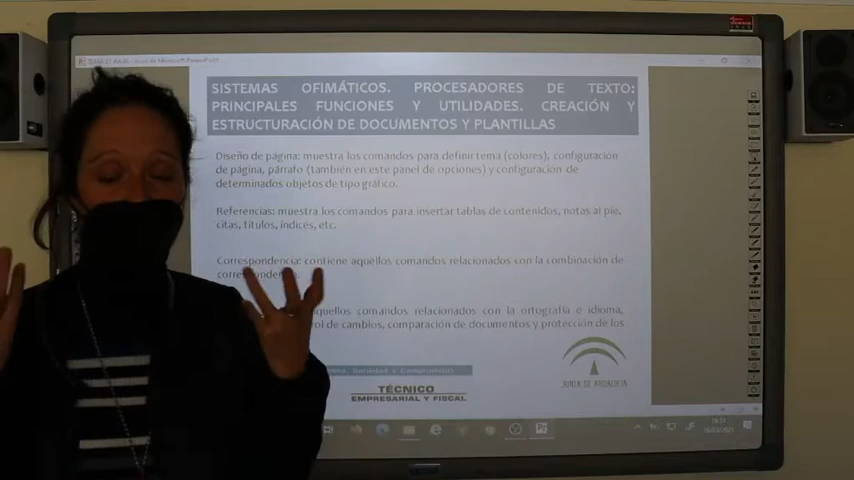 SISTEMAS OFIMÁTICOS. PROCESADORES DE TEXTO:
PRINCIPALES FUNCIONES Y UTILIDADES. CREACIÓN Y
ESTRUCTURACIÓN DE DOCUMENTOS Y PLANTILLAS
Diseño de página: muestra los comandos para definir tema (colores), configuración
de página, párrafo (también en este panel de opciones) y configuración de
determinados objetos de tipo gráfico.
Referencias: muestra los comandos para insertar tablas de contenidos, notas al pie,
citas, títulos, índices, etc.
Correspondencia: contiene aquellos comandos relacionados con la combinación de
aquellos comandos relacionados con la ortografía e idioma,
de cambios, comparación de documentos y protección de los
TÉCNICO
EMPRESARIAL Y FISCAL
JUNTA DE ANDALUCIA